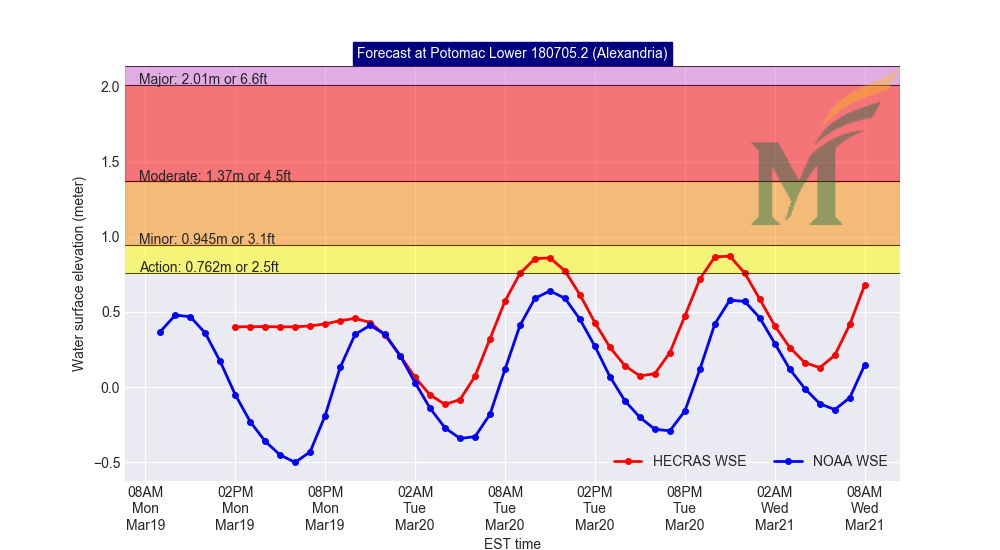 Forecast at Potomac Lower 180705.2 (Alexandria)
Major: 2.01m or 6.6ft
Moderate: 1.37m or 4.5ft
Minor: 0.945m or 3.1ft
Action: 0.762m or 2.5ft
2.0
1.5
1.0
0.5
0.0
−0.5
Water surface elevation (meter)
M
HECRAS WSE
NOAA WSE
08AM
Mon
Mar19
02PM
Mon
Mar19
08PM
Mon
Mar19
02AM
Tue
Mar20
08AM
Tue
Mar20
02PM
Tue
Mar20
08PM
Tue
Mar20
02AM
Wed
Mar21
08AM
Wed
Mar21
EST time